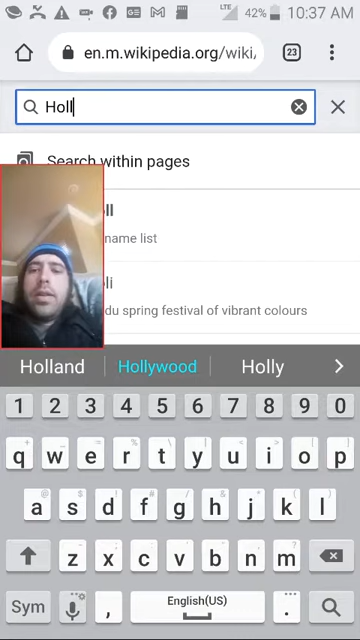 LTE 42% 10:37 AM
en.m.wikipedia.org/wiki/ 23
Holl
Search within pages
ll
name list
li
du spring festival of vibrant colours
Holland Hollywood Holly
1 2 3 4 5 6 7 8 9 0
q w e r t y u i o p
a s d f g h j k l
z x c v b n m
Sym , English(US) .